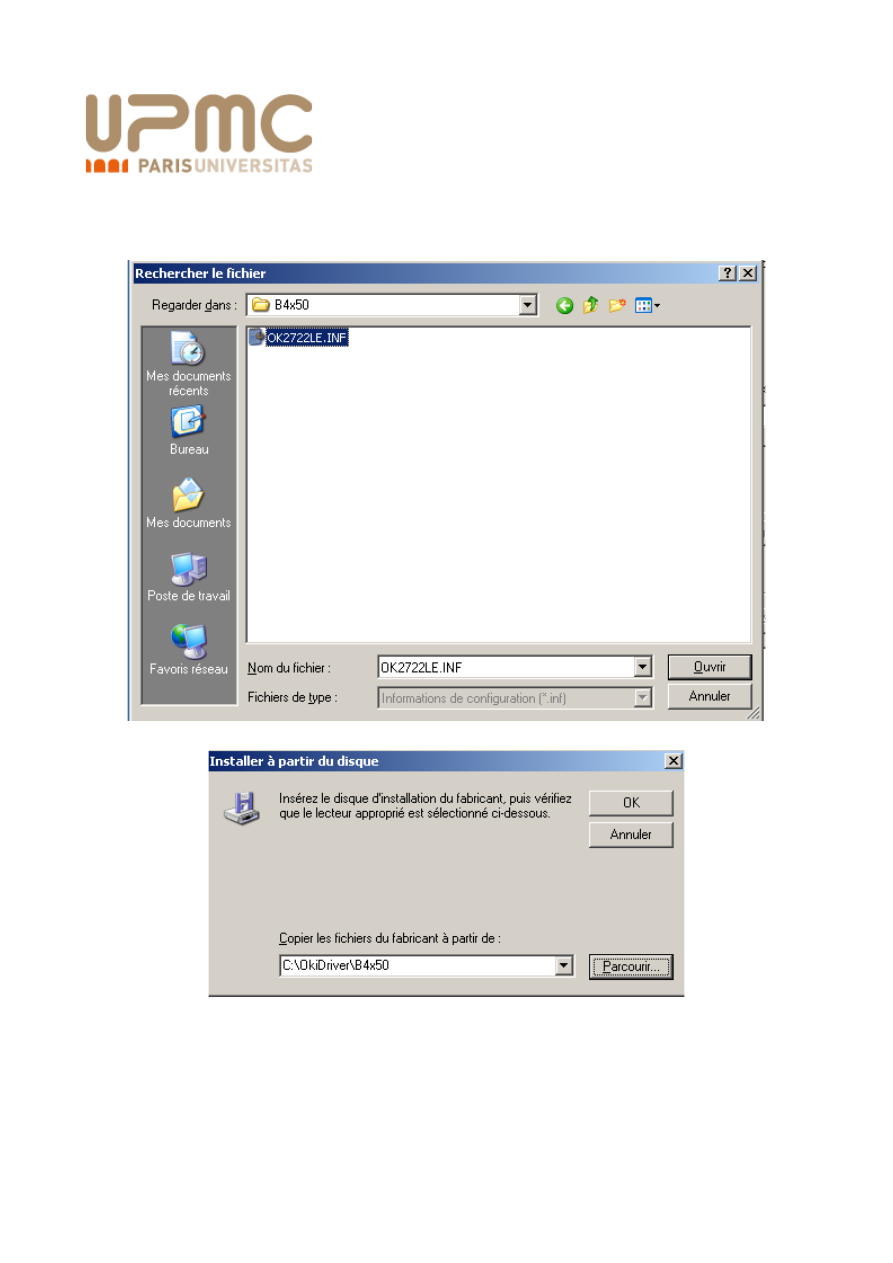 UPMC
PARISUNIVERSITAS
Rechercher le fichier
Regarder dans :
B4x50
OK2722LE.INF
Mes documents
récents
Bureau
Mes documents
Poste de travail
Favoris réseau
Nom du fichier :
OK2722LE.INF
Ouvrir
Fichiers de type :
Informations de configuration (*.inf)
Annuler
Installer à partir du disque
Insérez le disque d'installation du fabricant, puis vérifiez
que le lecteur approprié est sélectionné ci-dessous.
OK
Annuler
Copier les fichiers du fabricant à partir de :
C:\OkiDriver\B4x50
Parcourir...